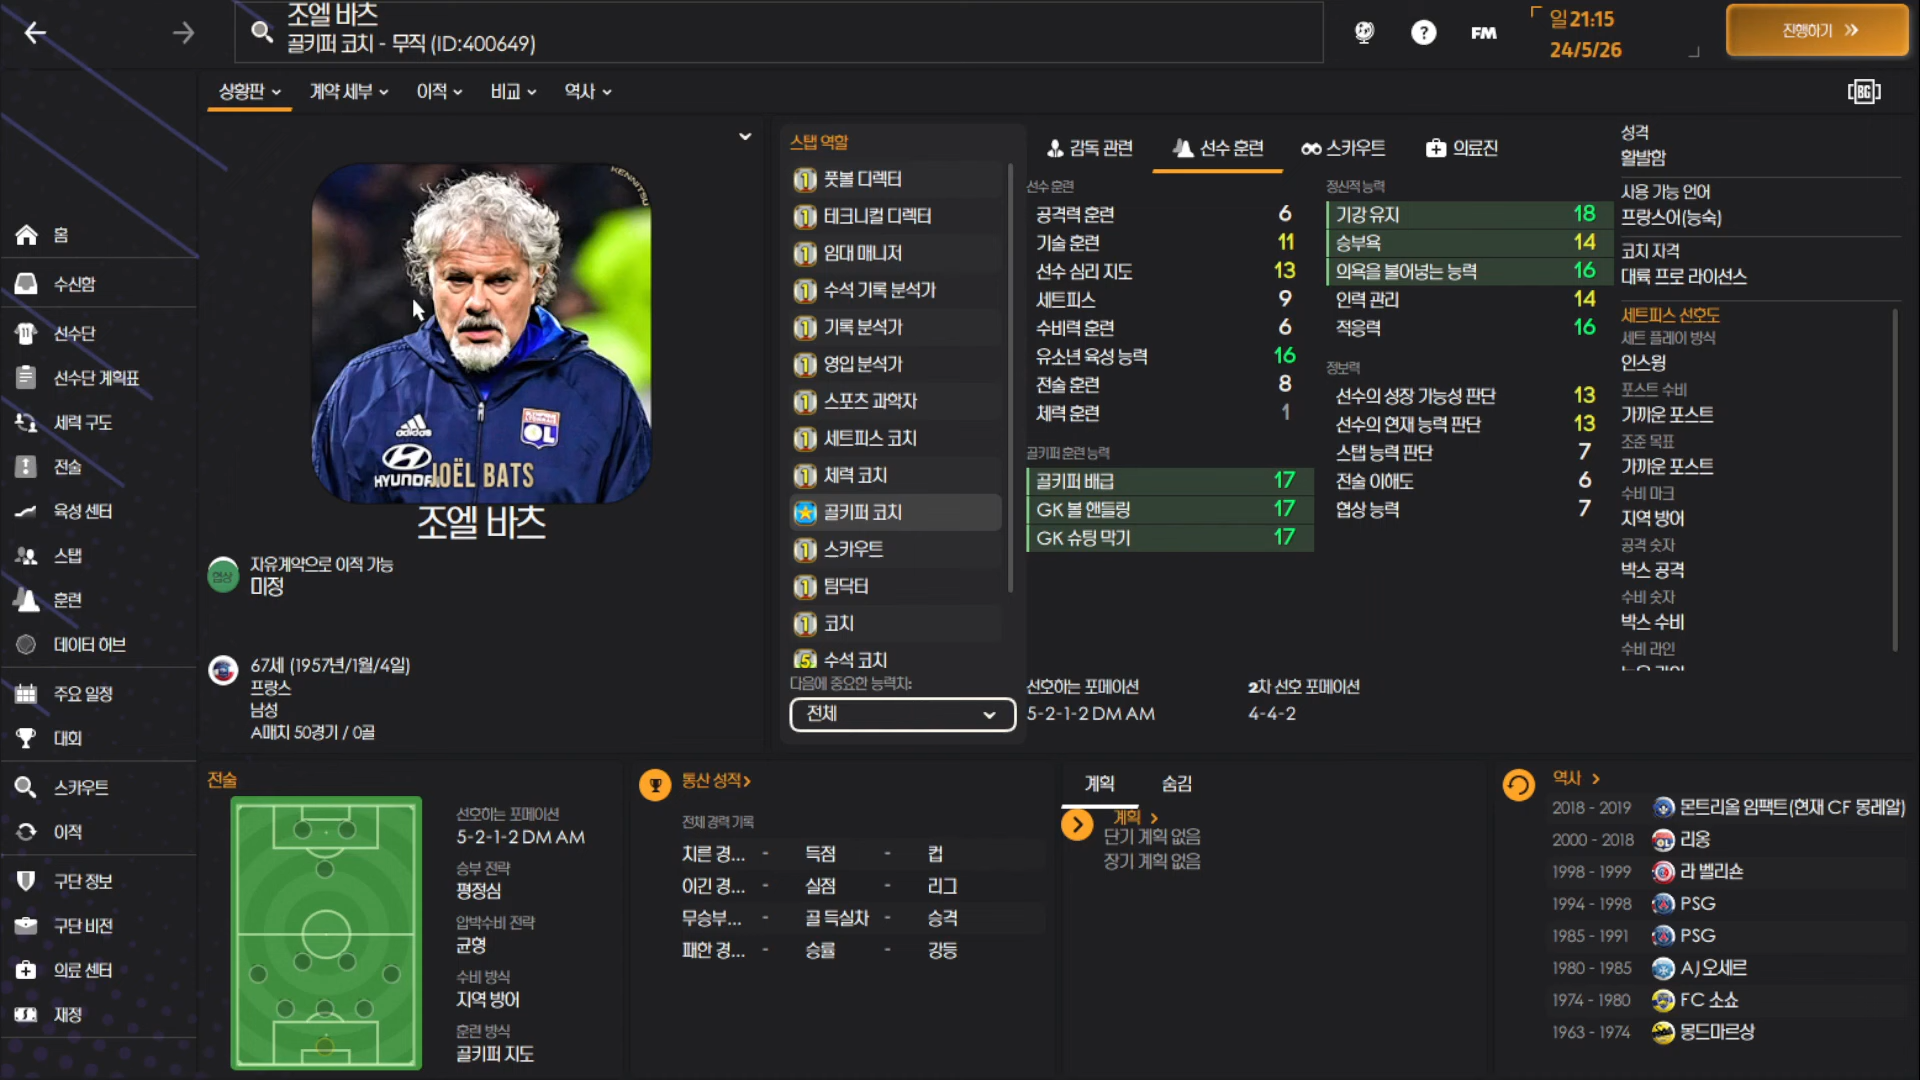 조엘 바츠
골키퍼 코치 - 무직 (ID:400649)
FM
일 21:15
24/5/26
진행하기
상황판
계약 세부
이적
비교
역사
BG
홈
수신함
선수단
선수단 계획표
세력 구도
전술
육성 센터
스탭
훈련
데이터 허브
주요 일정
대회
스카우트
이적
구단 정보
구단 비전
의료 센터
재정
KENNITSU
adidas
HYUNDAI
OL
JOËL BATS
조엘 바츠
협상
자유계약으로 이적 가능
미정
67세 (1957년/1월/4일)
프랑스
남성
A매치 50경기 / 0골
스탭 역할
1 풋볼 디렉터
1 테크니컬 디렉터
1 임대 매니저
1 수석 기록 분석가
1 기록 분석가
1 영입 분석가
1 스포츠 과학자
1 세트피스 코치
1 체력 코치
골키퍼 코치
1 스카우트
1 팀닥터
1 코치
5 수석 코치
다음에 중요한 능력치:
전체
감독 관련
선수 훈련
스카우트
의료진
선수 훈련
공격력 훈련 6
기술 훈련 11
선수 심리 지도 13
세트피스 9
수비력 훈련 6
유소년 육성 능력 16
전술 훈련 8
체력 훈련 1
골키퍼 훈련 능력
골키퍼 배급 17
GK 볼 핸들링 17
GK 슈팅 막기 17
정신적 능력
기강 유지 18
승부욕 14
의욕을 불어넣는 능력 16
인력 관리 14
적응력 16
정보력
선수의 성장 가능성 판단 13
선수의 현재 능력 판단 13
스탭 능력 판단 7
전술 이해도 6
협상 능력 7
선호하는 포메이션
5-2-1-2 DM AM
2차 선호 포메이션
4-4-2
성격
활발함
사용 가능 언어
프랑스어(능숙)
코치 자격
대륙 프로 라이선스
세트피스 선호도
세트 플레이 방식
인스윙
포스트 수비
가까운 포스트
조준 목표
가까운 포스트
수비 마크
지역 방어
공격 숫자
박스 공격
수비 숫자
박스 수비
수비 라인
전술
선호하는 포메이션
5-2-1-2 DM AM
승부 전략
평정심
압박수비 전략
균형
수비 방식
지역 방어
훈련 방식
골키퍼 지도
통산 성적
전체 경력 기록
치른 경... - 득점 - 컵
이긴 경... - 실점 - 리그
무승부... - 골 득실차 - 승격
패한 경... - 승률 - 강등
계획
숨김
계획
단기 계획 없음
장기 계획 없음
역사
2018 - 2019 몬트리올 임팩트(현재 CF 몽레알)
2000 - 2018 리옹
1998 - 1999 라 벨리숀
1994 - 1998 PSG
1985 - 1991 PSG
1980 - 1985 AJ 오세르
1974 - 1980 FC 소쇼
1963 - 1974 몽드마르상